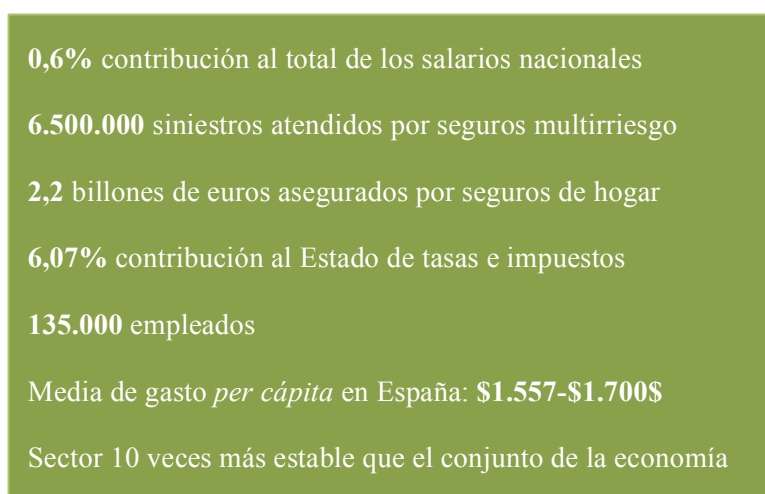 0,6% contribución al total de los salarios nacionales
6.500.000 siniestros atendidos por seguros multirriesgo
2,2 billones de euros asegurados por seguros de hogar
6,07% contribución al Estado de tasas e impuestos
135.000 empleados
Media de gasto per cápita en España: $1.557-$1.700$
Sector 10 veces más estable que el conjunto de la economía